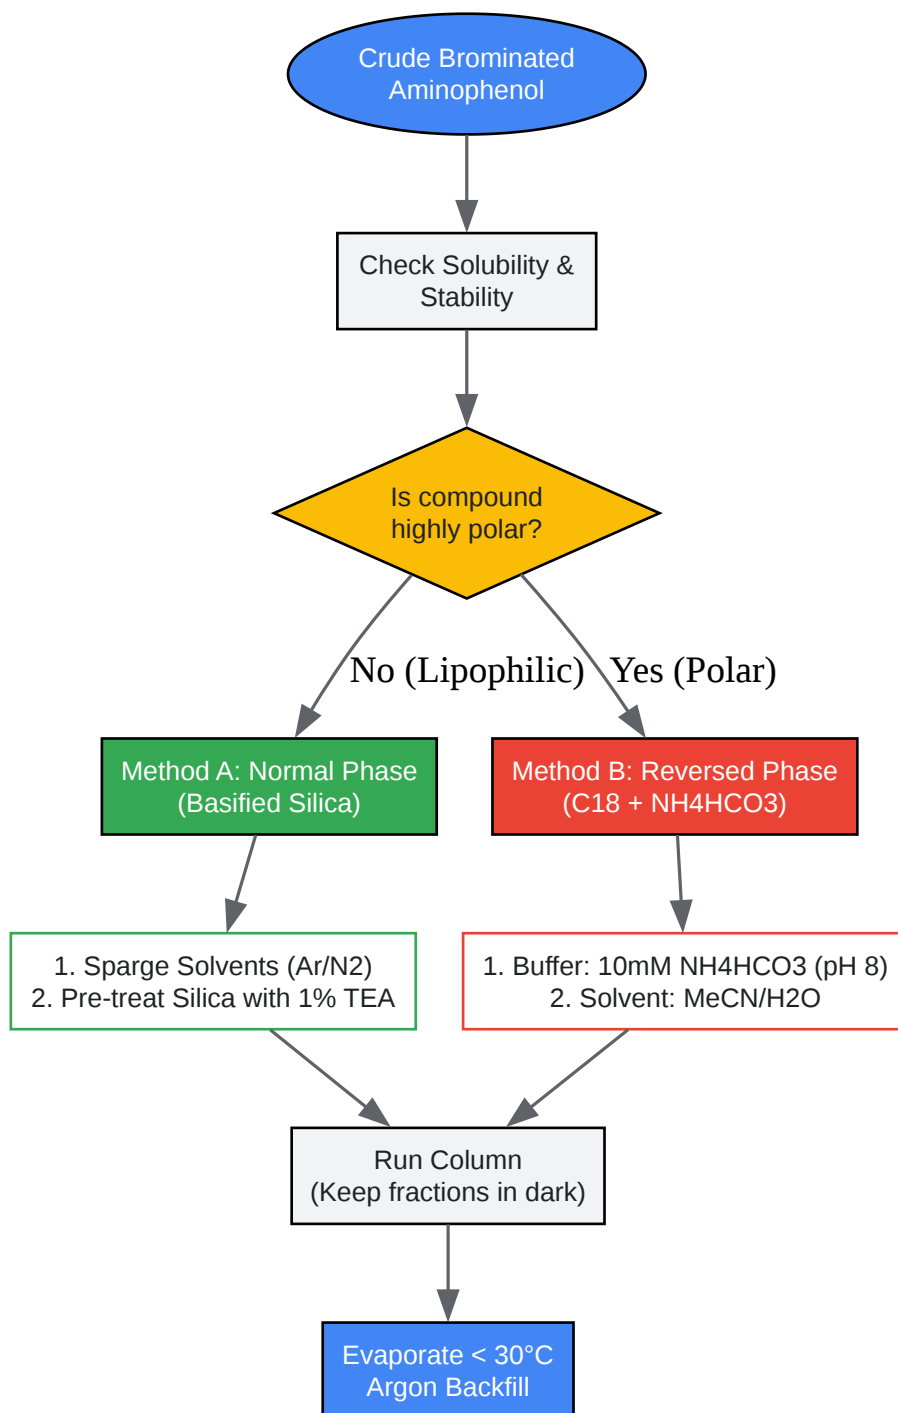 Crude Brominated
Aminophenol
Check Solubility &
Stability
Is compound
highly polar?
No (Lipophilic)
Yes (Polar)
Method A: Normal Phase
(Basified Silica)
Method B: Reversed Phase
(C18 + NH4HCO3)
1. Sparge Solvents (Ar/N2)
2. Pre-treat Silica with 1% TEA
1. Buffer: 10mM NH4HCO3 (pH 8)
2. Solvent: MeCN/H2O
Run Column
(Keep fractions in dark)
Evaporate < 30°C
Argon Backfill